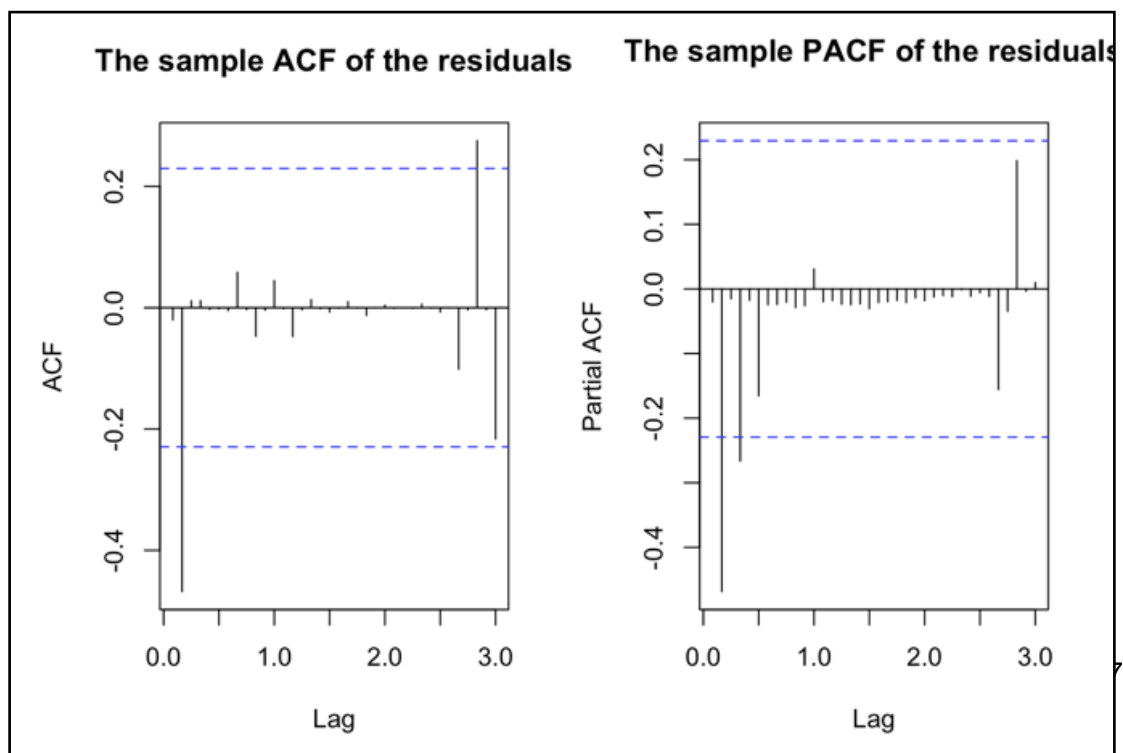 The sample ACF of the residuals
ACF
0.2
0.0
-0.2
-0.4
0.0 1.0 2.0 3.0
Lag
The sample PACF of the residuals
Partial ACF
0.2
0.1
0.0
-0.2
-0.4
0.0 1.0 2.0 3.0
Lag